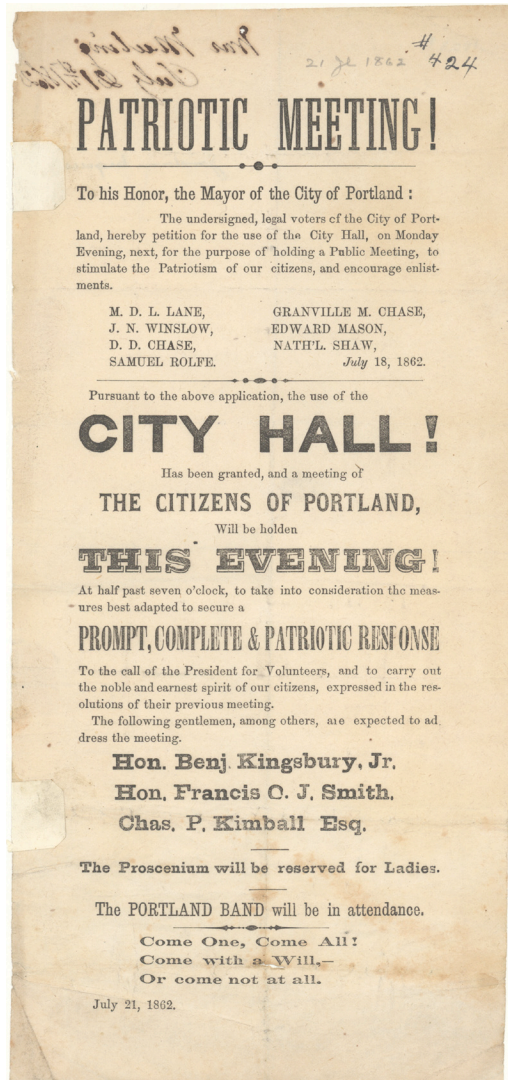 21 Jl 1862
# 424
PATRIOTIC MEETING!
To his Honor, the Mayor of the City of Portland :
The undersigned, legal voters of the City of Port-
land, hereby petition for the use of the City Hall, on Monday
Evening, next, for the purpose of holding a Public Meeting, to
stimulate the Patriotism of our citizens, and encourage enlist-
ments.
M. D. L. LANE, GRANVILLE M. CHASE,
J. N. WINSLOW, EDWARD MASON,
D. D. CHASE, NATH'L. SHAW,
SAMUEL ROLFE. July 18, 1862.
Pursuant to the above application, the use of the
CITY HALL!
Has been granted, and a meeting of
THE CITIZENS OF PORTLAND,
Will be holden
THIS EVENING!
At half past seven o'clock, to take into consideration the meas-
ures best adapted to secure a
PROMPT, COMPLETE & PATRIOTIC RESPONSE
To the call of the President for Volunteers, and to carry out
the noble and earnest spirit of our citizens, expressed in the res-
olutions of their previous meeting.
The following gentlemen, among others, are expected to ad
dress the meeting.
Hon. Benj. Kingsbury, Jr.
Hon. Francis O. J. Smith.
Chas. P. Kimball Esq.
The Proscenium will be reserved for Ladies.
The PORTLAND BAND will be in attendance.
Come One, Come All!
Come with a Will,—
Or come not at all.
July 21, 1862.